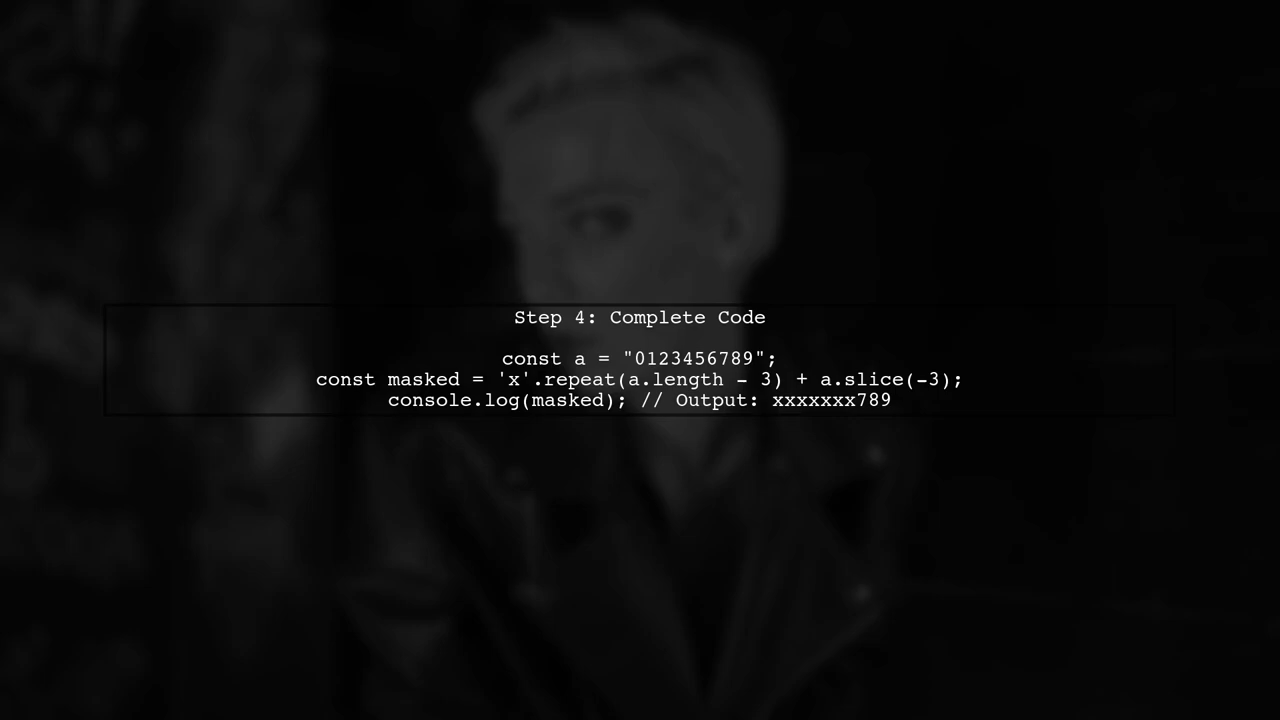 Step 4: Complete Code
const a = "0123456789";
const masked = 'x'.repeat(a.length - 3) + a.slice(-3);
console.log(masked); // Output: xxxxxxx789